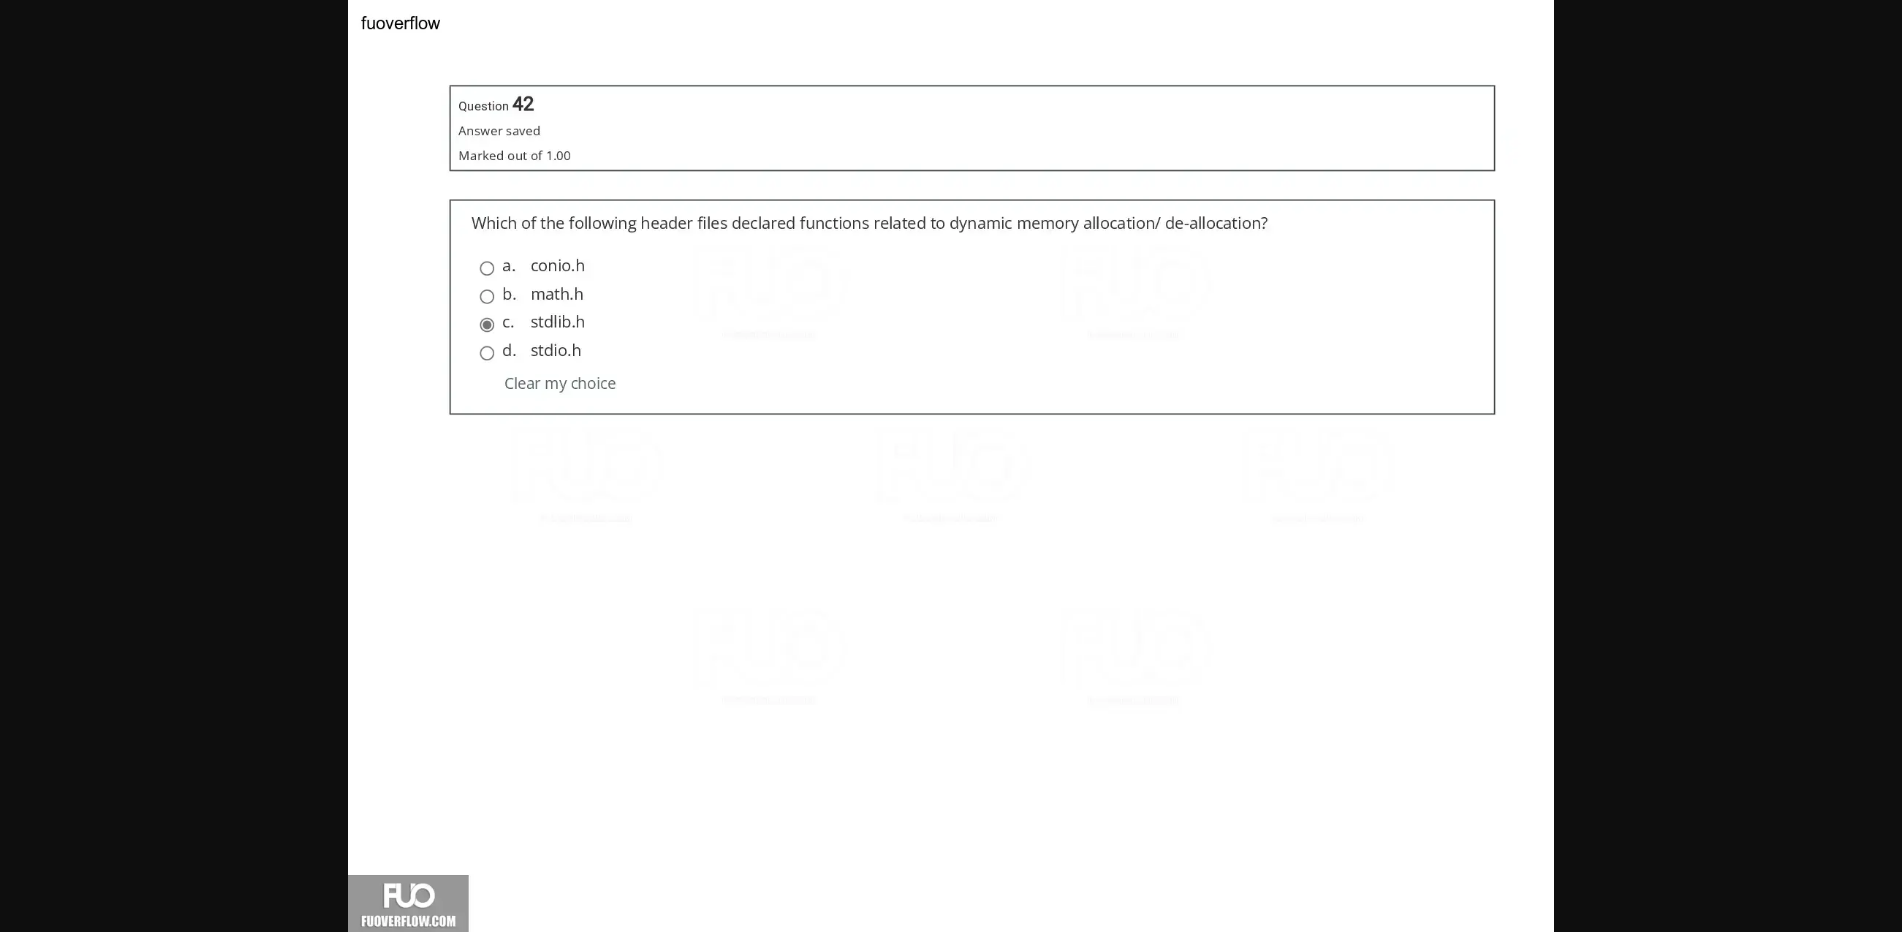 fuoverflow
Question 42
Answer saved
Marked out of 1.00
Which of the following header files declared functions related to dynamic memory allocation/ de-allocation?
a. conio.h
b. math.h
c. stdlib.h
d. stdio.h
Clear my choice
FUO
FUOVERFLOW.COM